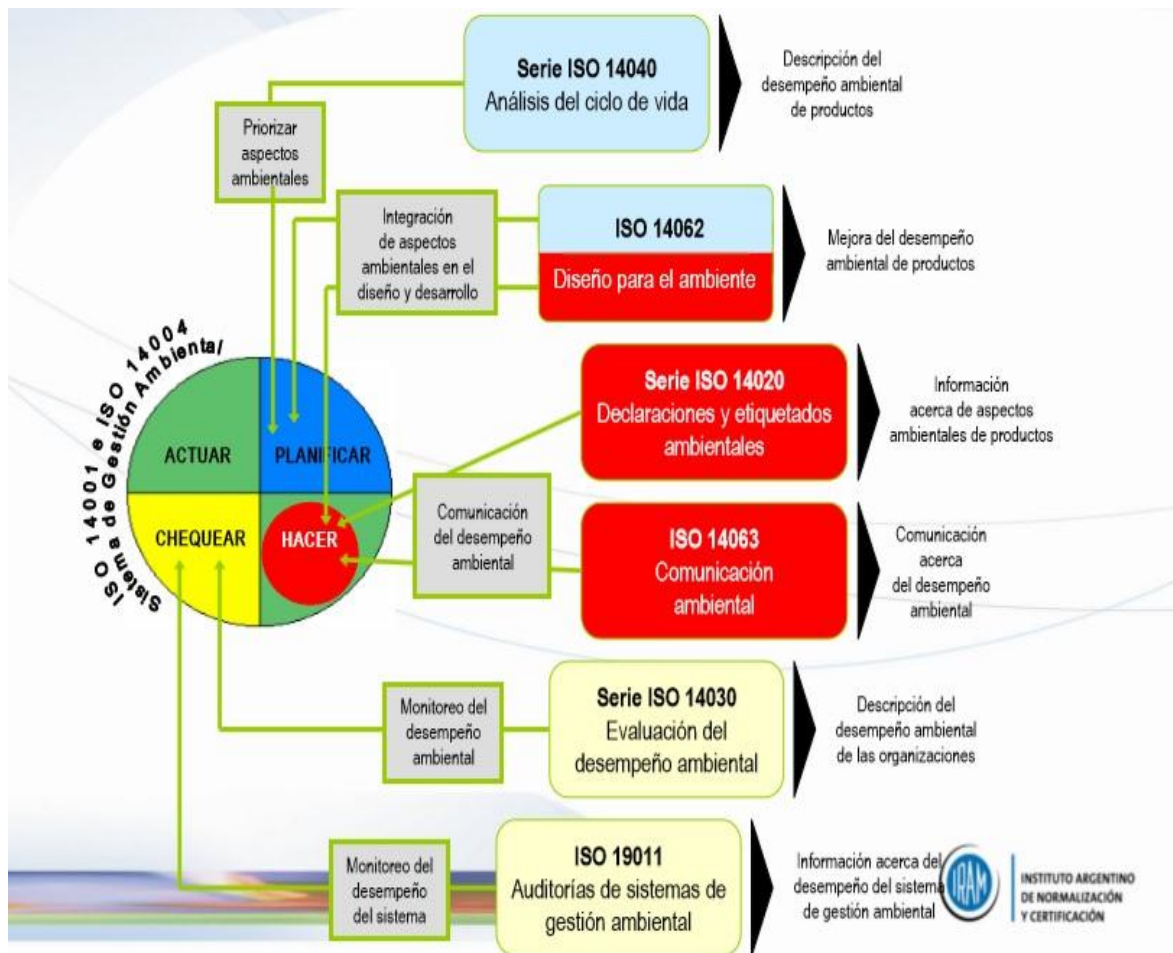 Serie ISO 14040
Análisis del ciclo de vida
Descripción del
desempeño ambiental
de productos
Priorizar
aspectos
ambientales
Integración
de aspectos
ambientales en el
diseño y desarrollo
ISO 14062
Diseño para el ambiente
Mejora del desempeño
ambiental de productos
ISO 14001 e ISO 14004
Sistema de Gestión Ambiental
ACTUAR
PLANIFICAR
CHEQUEAR
HACER
Serie ISO 14020
Declaraciones y etiquetados
ambientales
Información
acerca de aspectos
ambientales de productos
Comunicación
del desempeño
ambiental
ISO 14063
Comunicación
ambiental
Comunicación
acerca
del desempeño
ambiental
Monitoreo del
desempeño
ambiental
Serie ISO 14030
Evaluación del
desempeño ambiental
Descripción del
desempeño ambiental
de las organizaciones
Monitoreo del
desempeño
del sistema
ISO 19011
Auditorías de sistemas de
gestión ambiental
Información acerca del
desempeño del sistema
de gestión ambiental
IRAM
INSTITUTO ARGENTINO
DE NORMALIZACIÓN
Y CERTIFICACIÓN